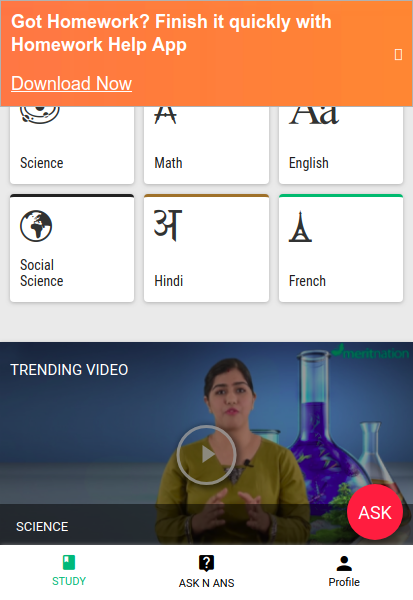 Got Homework? Finish it quickly with
Homework Help App
Download Now
Aa
Science
Math
English
अ
Social
Science
Hindi
French
meritnation
TRENDING VIDEO
ASK
SCIENCE
STUDY
ASK N ANS
Profile